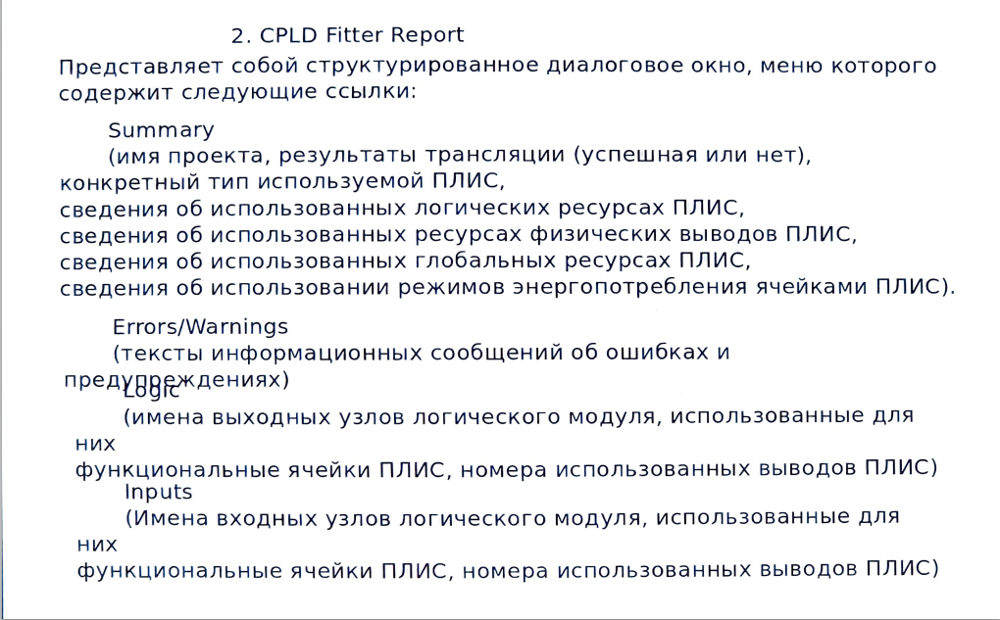 2. CPLD Fitter Report
Представляет собой структурированное диалоговое окно, меню которого
содержит следующие ссылки:
Summary
(имя проекта, результаты трансляции (успешная или нет),
конкретный тип используемой ПЛИС,
сведения об использованных логических ресурсах ПЛИС,
сведения об использованных ресурсах физических выводов ПЛИС,
сведения об использованных глобальных ресурсах ПЛИС,
сведения об использовании режимов энергопотребления ячейками ПЛИС).
Errors/Warnings
(тексты информационных сообщений об ошибках и
предупреждениях)
Logic
(имена выходных узлов логического модуля, использованные для
них
функциональные ячейки ПЛИС, номера использованных выводов ПЛИС)
Inputs
(Имена входных узлов логического модуля, использованные для
них
функциональные ячейки ПЛИС, номера использованных выводов ПЛИС)